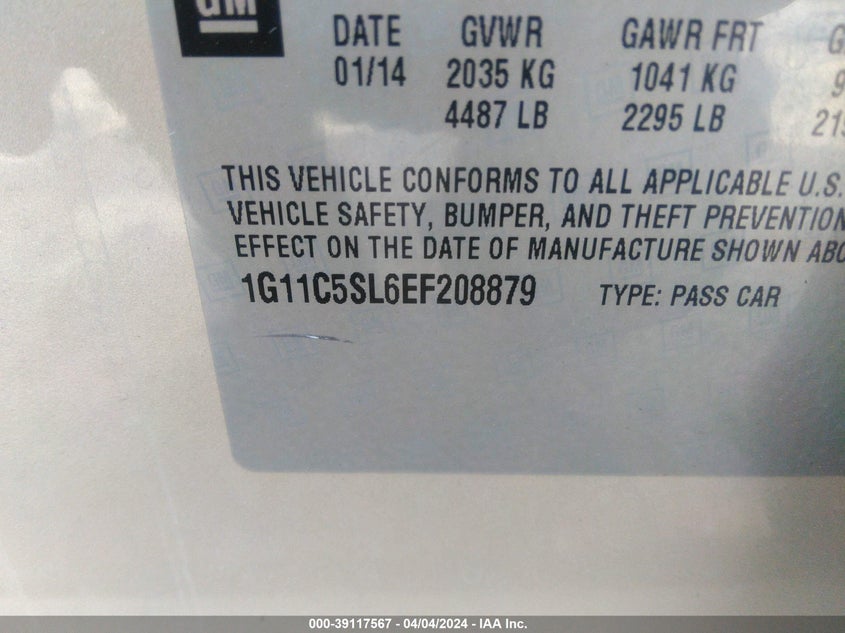 GM
DATE GVWR GAWR FRT
01/14 2035 KG 1041 KG
4487 LB 2295 LB
THIS VEHICLE CONFORMS TO ALL APPLICABLE U.S.
VEHICLE SAFETY, BUMPER, AND THEFT PREVENTION
EFFECT ON THE DATE OF MANUFACTURE SHOWN
1G11C5SL6EF208879 TYPE: PASS CAR
000-39117567 - 04/04/2024 - IAA Inc.